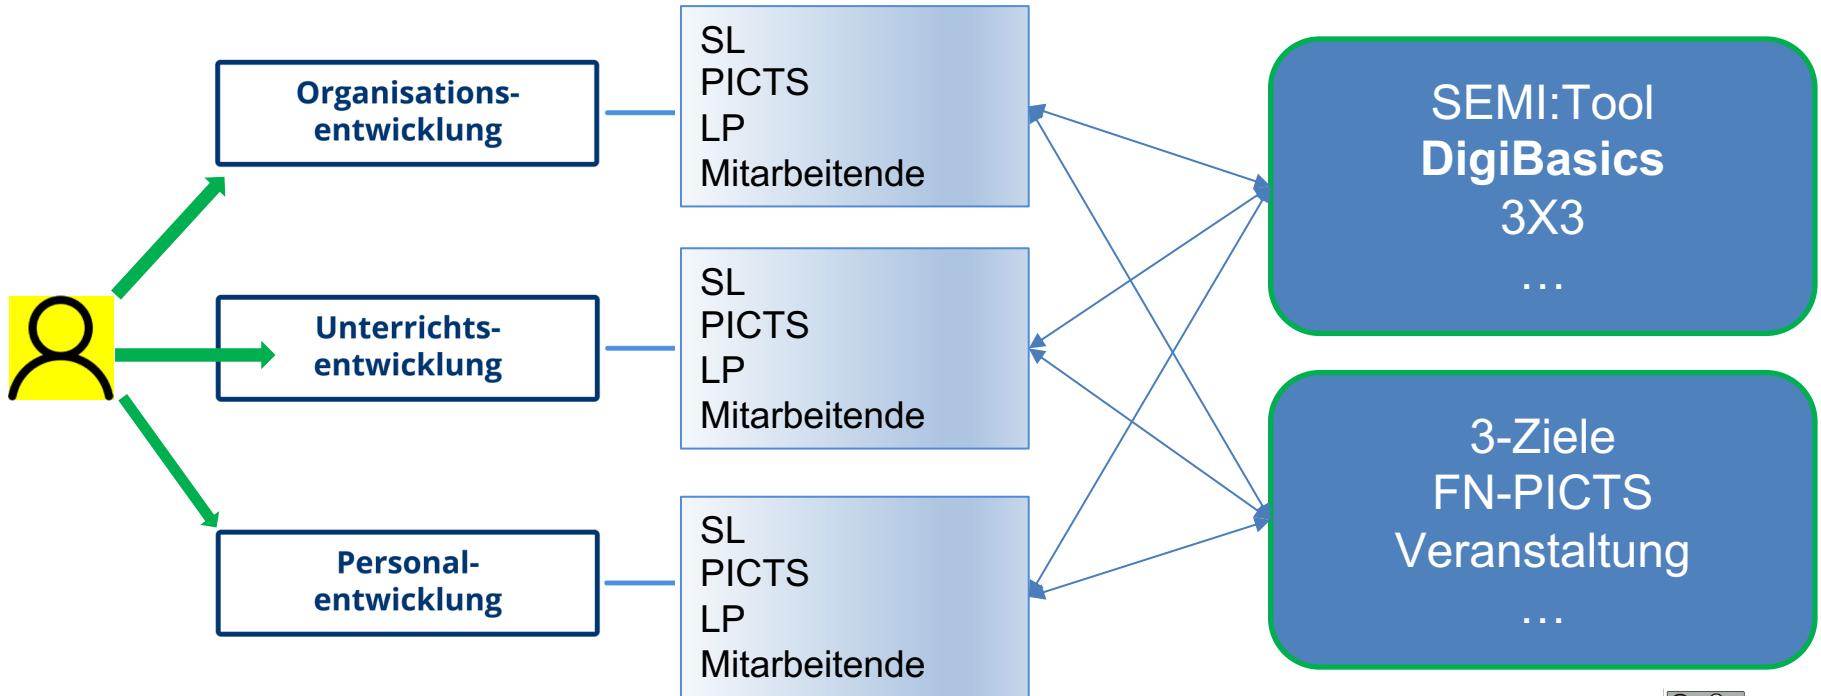 Organisations-
entwicklung
SL
PICTS
LP
Mitarbeitende
Unterrichts-
entwicklung
SL
PICTS
LP
Mitarbeitende
Personal-
entwicklung
SL
PICTS
LP
Mitarbeitende
SEMI:Tool
DigiBasics
3X3
...
3-Ziele
FN-PICTS
Veranstaltung
...